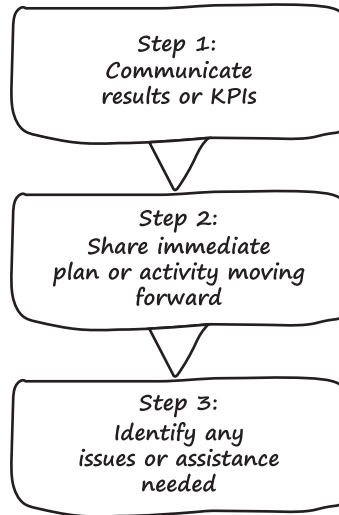 Step 1:
Communicate
results or KPIs
Step 2:
Share immediate
plan or activity moving
forward
Step 3:
Identify any
issues or assistance
needed